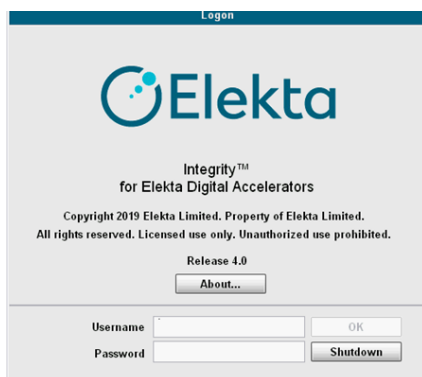 Logon
Elekta
Integrity™
for Elekta Digital Accelerators
Copyright 2019 Elekta Limited. Property of Elekta Limited.
All rights reserved. Licensed use only. Unauthorized use prohibited.
Release 4.0
About...
Username
OK
Password
Shutdown